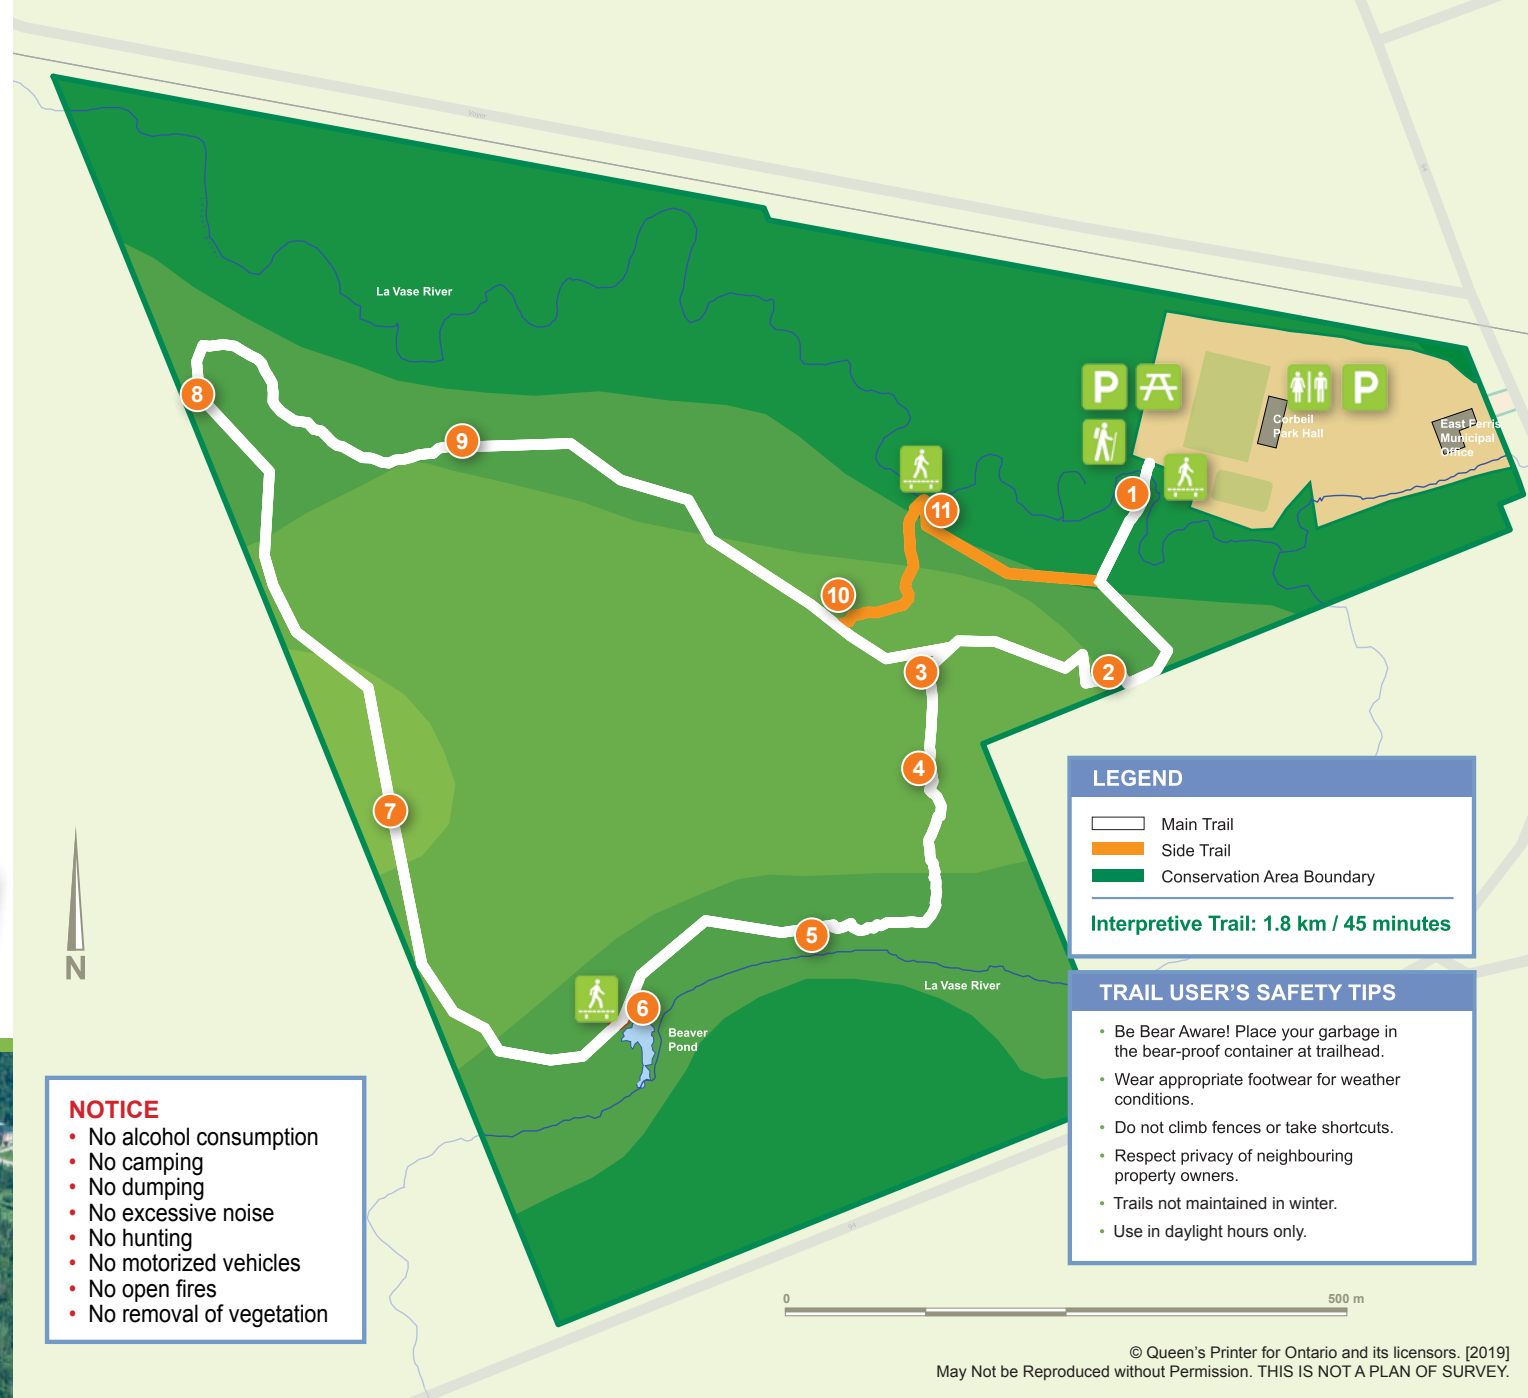 Voyer
La Vase River
P
Corbeil
Park Hall
P
East Ferris
Municipal
Office
8
9
11
1
10
3
2
4
7
5
6
La Vase River
Beaver
Pond
N
LEGEND
Main Trail
Side Trail
Conservation Area Boundary
Interpretive Trail: 1.8 km / 45 minutes
TRAIL USER’S SAFETY TIPS
• Be Bear Aware! Place your garbage in
the bear-proof container at trailhead.
• Wear appropriate footwear for weather
conditions.
• Do not climb fences or take shortcuts.
• Respect privacy of neighbouring
property owners.
• Trails not maintained in winter.
• Use in daylight hours only.
NOTICE
• No alcohol consumption
• No camping
• No dumping
• No excessive noise
• No hunting
• No motorized vehicles
• No open fires
• No removal of vegetation
94
0 500 m
© Queen’s Printer for Ontario and its licensors. [2019]
May Not be Reproduced without Permission. THIS IS NOT A PLAN OF SURVEY.